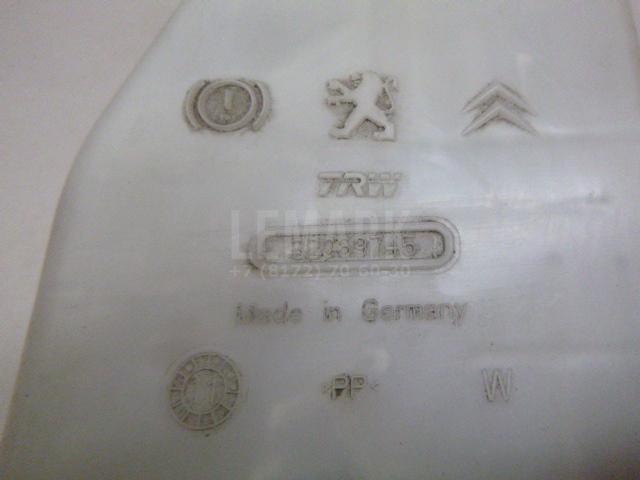 TRW
LEMARK
+7 (8172) 70-60-30
Made in Germany
PP W